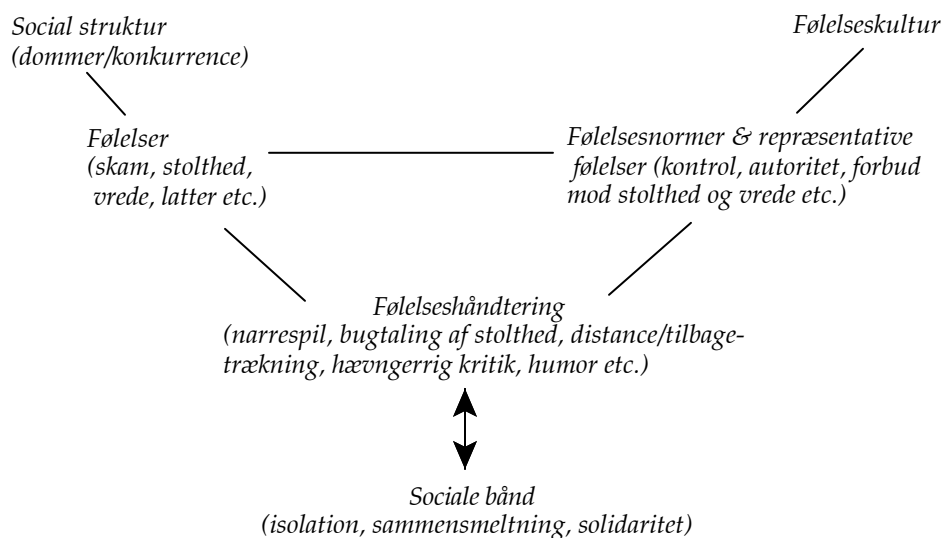 Social struktur
(dommer/konkurrence)
Følelseskultur
Følelser
(skam, stolthed,
vrede, latter etc.)
Følelsesnormer & repræsentative
følelser (kontrol, autoritet, forbud
mod stolthed og vrede etc.)
Følelseshåndtering
(narrespil, bugtaling af stolthed, distance/tilbage-
trækning, hævngerrig kritik, humor etc.)
Sociale bånd
(isolation, sammensmeltning, solidaritet)